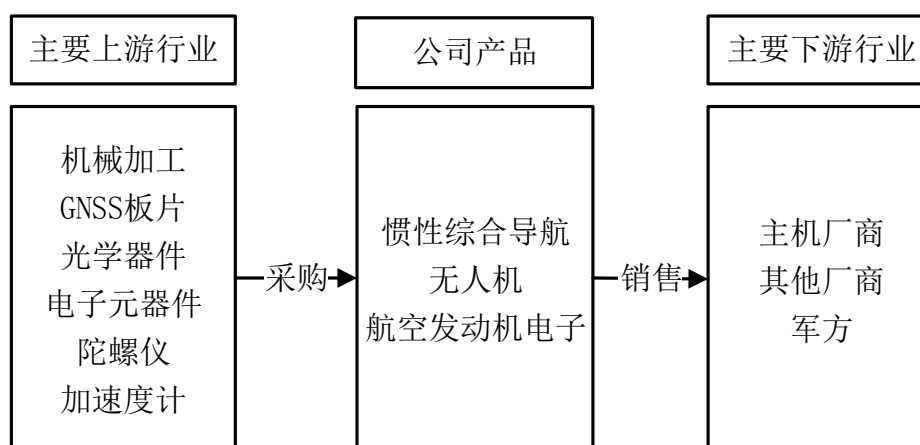 主要上游行业
公司产品
主要下游行业
机械加工
GNSS板片
光学器件
电子元器件
陀螺仪
加速度计
采购
惯性综合导航
无人机
航空发动机电子
销售
主机厂商
其他厂商
军方